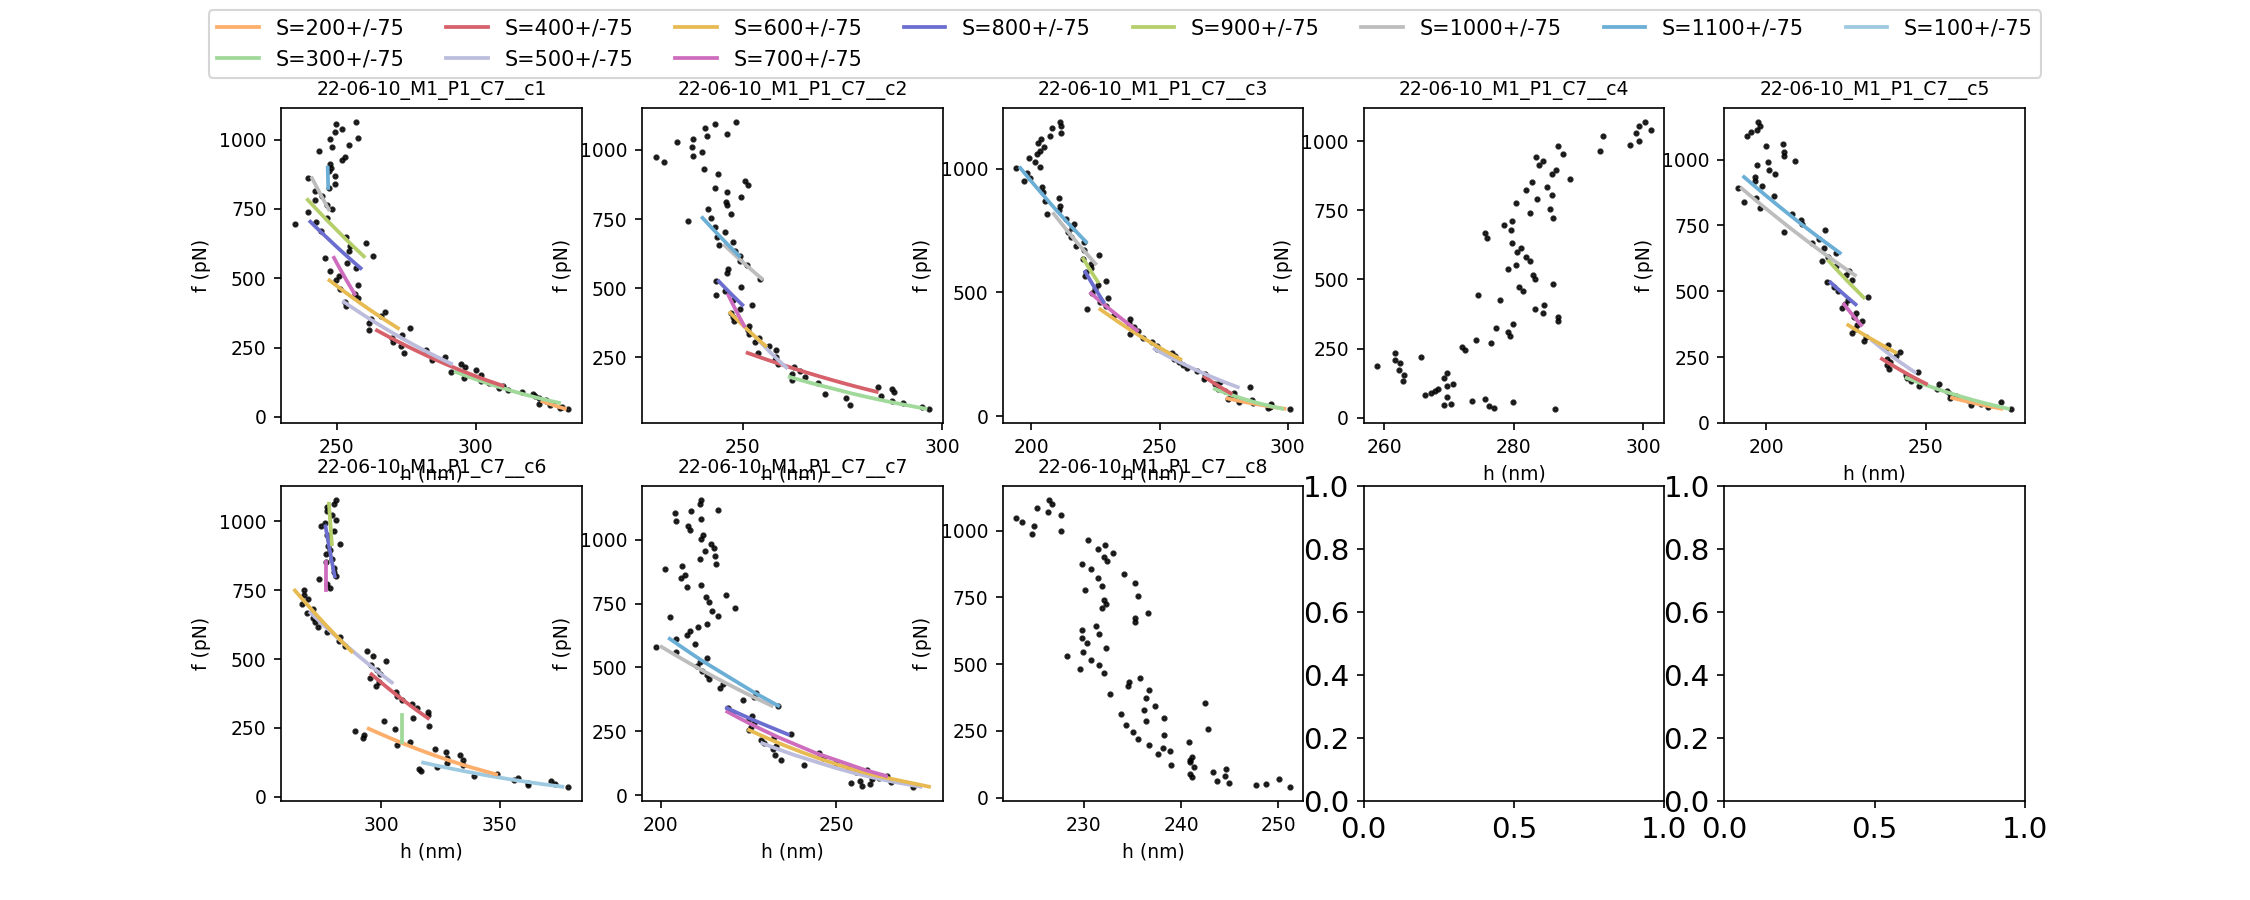 S=200+/-75 S=400+/-75 S=600+/-75 S=800+/-75 S=900+/-75 S=1000+/-75 S=1100+/-75 S=100+/-75
S=300+/-75 S=500+/-75 S=700+/-75
22-06-10_M1_P1_C7__c1 22-06-10_M1_P1_C7__c2 22-06-10_M1_P1_C7__c3 22-06-10_M1_P1_C7__c4 22-06-10_M1_P1_C7__c5
1000 1000 1000 1000 1000
750 750 750 750
f (pN) f (pN) f (pN) f (pN) f (pN)
500 500 500 500 500
250 250 250 250
0 0 0 0
250 300 250 300 200 250 300 260 280 300 200 250
h (nm) h (nm) h (nm) h (nm) h (nm)
22-06-10_M1_P1_C7__c6 22-06-10_M1_P1_C7__c7 22-06-10_M1_P1_C7__c8
1.0 1.0
1000 1000 1000
0.8 0.8
750 750 750
0.6 0.6
f (pN) f (pN) f (pN)
500 500 500
0.4 0.4
250 250 250
0.2 0.2
0 0 0 0.0 0.0
300 350 200 250 230 240 250 0.0 0.5 1.0 0.0 0.5 1.0
h (nm) h (nm) h (nm)